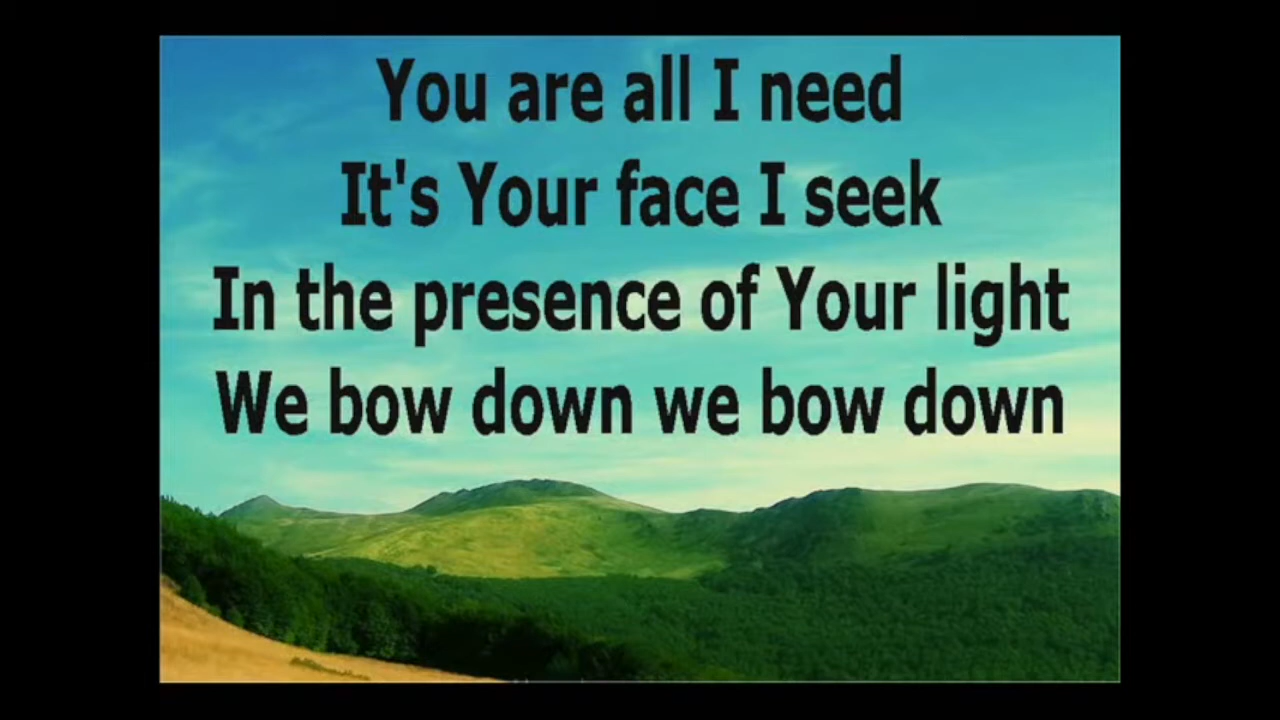 You are all I need
It's Your face I seek
In the presence of Your light
We bow down we bow down